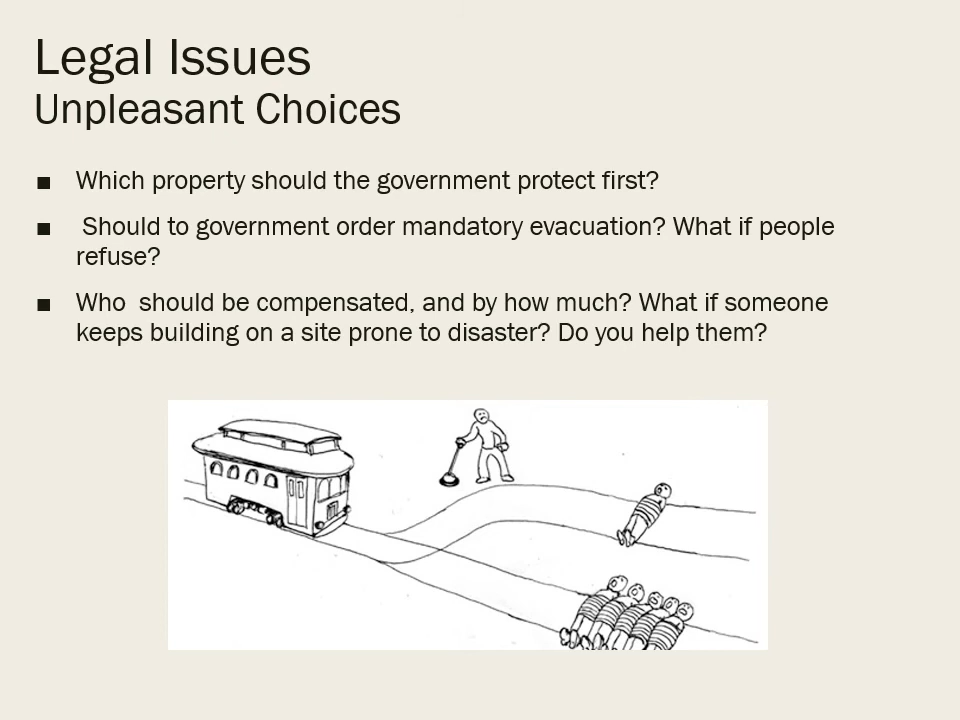 Legal Issues
Unpleasant Choices
■ Which property should the government protect first?
■ Should to government order mandatory evacuation? What if people
refuse?
■ Who  should be compensated, and by how much? What if someone
keeps building on a site prone to disaster? Do you help them?